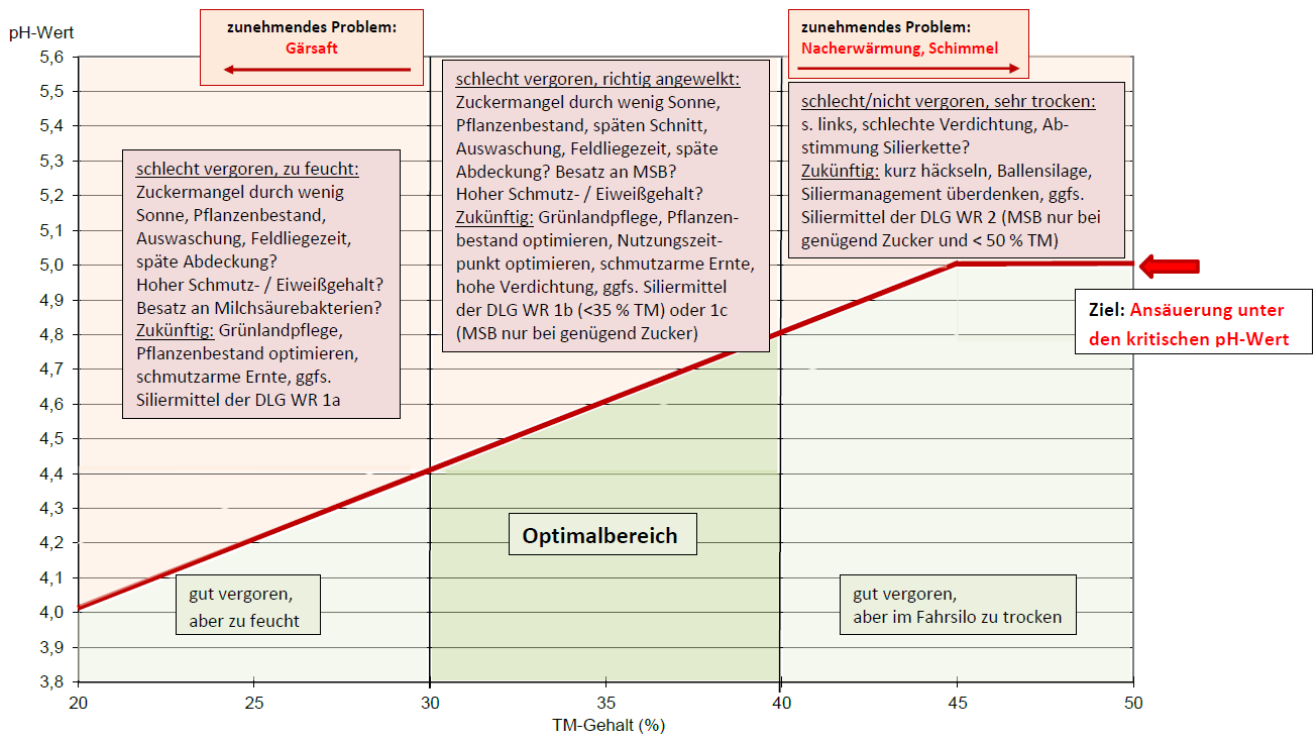 pH-Wert
zunehmendes Problem:
Gärsaft
zunehmendes Problem:
Nacherwärmung, Schimmel
5,6
5,5
5,4
5,3
5,2
5,1
5,0
4,9
4,8
4,7
4,6
4,5
4,4
4,3
4,2
4,1
4,0
3,9
3,8
schlecht vergoren, zu feucht:
Zuckermangel durch wenig
Sonne, Pflanzenbestand,
Auswaschung, Feldliegezeit,
späte Abdeckung?
Hoher Schmutz- / Eiweißgehalt?
Besatz an Milchsäurebakterien?
Zukünftig: Grünlandpflege,
Pflanzenbestand optimieren,
schmutzarme Ernte, ggfs.
Siliermittel der DLG WR 1a
schlecht vergoren, richtig angewelkt:
Zuckermangel durch wenig Sonne,
Pflanzenbestand, späten Schnitt,
Auswaschung, Feldliegezeit, späte
Abdeckung? Besatz an MSB?
Hoher Schmutz- / Eiweißgehalt?
Zukünftig: Grünlandpflege, Pflanzen-
bestand optimieren, Nutzungszeit-
punkt optimieren, schmutzarme Ernte,
hohe Verdichtung, ggfs. Siliermittel
der DLG WR 1b (<35 % TM) oder 1c
(MSB nur bei genügend Zucker)
schlecht/nicht vergoren, sehr trocken:
s. links, schlechte Verdichtung, Ab-
stimmung Silierkette?
Zukünftig: kurz häckseln, Ballensilage,
Siliermanagement überdenken, ggfs.
Siliermittel der DLG WR 2 (MSB nur bei
genügend Zucker und < 50 % TM)
Ziel: Ansäuerung unter
den kritischen pH-Wert
gut vergoren,
aber zu feucht
Optimalbereich
gut vergoren,
aber im Fahrsilo zu trocken
20
25
30
35
40
45
50
TM-Gehalt (%)